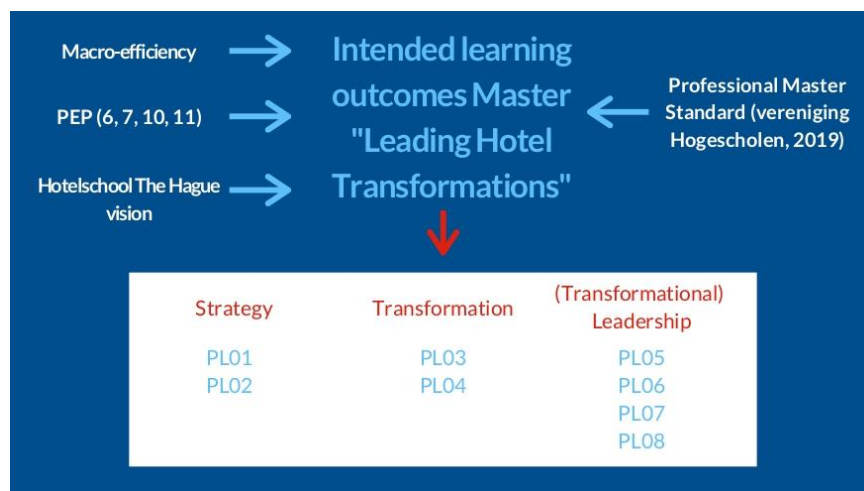 Macro-efficiency
PEP (6, 7, 10, 11)
Hotelschool The Hague
vision
Intended learning
outcomes Master
"Leading Hotel
Transformations"
Professional Master
Standard (vereniging
Hogescholen, 2019)
Strategy
PL01
PL02
Transformation
PL03
PL04
(Transformational)
Leadership
PL05
PL06
PL07
PL08